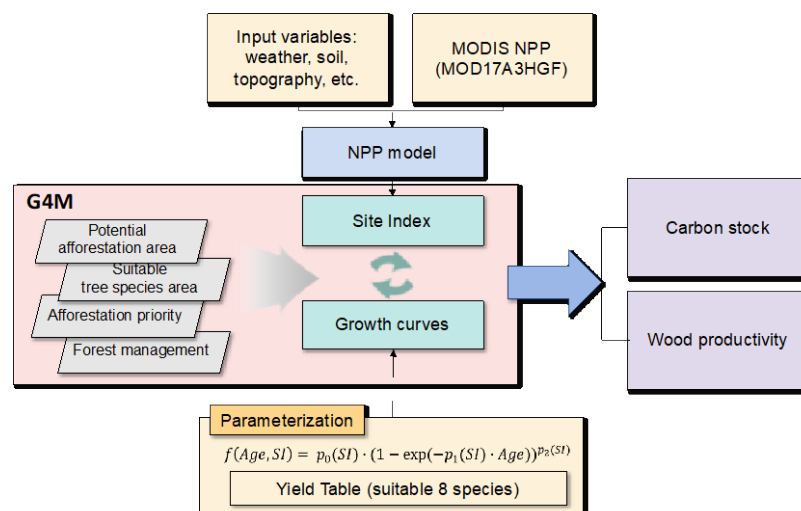 Input variables:
weather, soil,
topography, etc.
MODIS NPP
(MOD17A3HGF)
NPP model
G4M
Potential
afforestation area
Suitable
tree species area
Afforestation priority
Forest management
Site Index
Growth curves
Carbon stock
Wood productivity
Parameterization
f(Age, SI) = p₀(SI) · (1 − exp(−p₁(SI) · Age))^p₂(SI)
Yield Table (suitable 8 species)